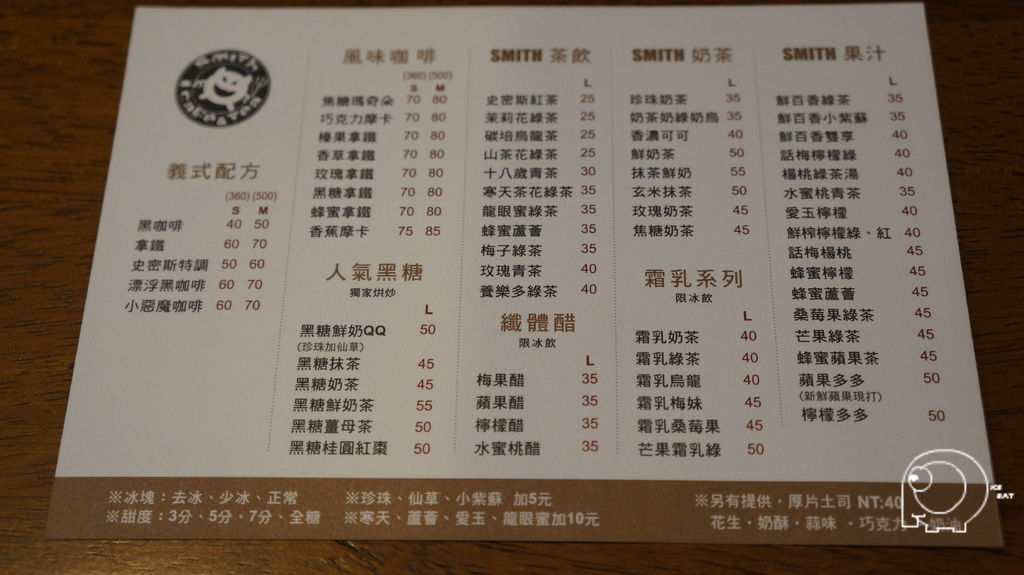 SMITH
義式配方
(360) (500)
S M
黑咖啡 40 50
拿鐵 60 70
史密斯特調 50 60
漂浮黑咖啡 60 70
小惡魔咖啡 60 70
風味咖啡
(360) (500)
S M
焦糖瑪奇朵 70 80
巧克力摩卡 70 80
榛果拿鐵 70 80
香草拿鐵 70 80
玫瑰拿鐵 70 80
黑糖拿鐵 70 80
蜂蜜拿鐵 70 80
香蕉摩卡 75 85
人氣黑糖
獨家烘炒
L
黑糖鮮奶QQ 50
(珍珠加仙草)
黑糖抹茶 45
黑糖奶茶 45
黑糖鮮奶茶 55
黑糖薑母茶 50
黑糖桂圓紅棗 50
SMITH 茶飲
L
史密斯紅茶 25
茉莉花綠茶 25
碳培烏龍茶 25
山茶花綠茶 25
十八歲青茶 30
寒天茶花綠茶 35
龍眼蜜綠茶 35
蜂蜜蘆薈 35
梅子綠茶 35
玫瑰青茶 40
養樂多綠茶 40
纖體醋
限冰飲
L
梅果醋 35
蘋果醋 35
檸檬醋 35
水蜜桃醋 35
SMITH 奶茶
L
珍珠奶茶 35
奶茶奶綠奶烏 35
香濃可可 40
鮮奶茶 50
抹茶鮮奶 55
玄米抹茶 50
玫瑰奶茶 45
焦糖奶茶 45
霜乳系列
限冰飲
L
霜乳奶茶 40
霜乳綠茶 40
霜乳烏龍 40
霜乳梅妹 45
霜乳桑莓果 45
芒果霜乳綠 50
SMITH 果汁
L
鮮百香綠茶 35
鮮百香小紫蘇 35
鮮百香雙享 40
話梅檸檬綠 40
楊桃綠茶湯 40
水蜜桃青茶 35
愛玉檸檬 40
鮮榨檸檬綠、紅 40
話梅楊桃 45
蜂蜜檸檬 45
蜂蜜蘆薈 45
桑莓果綠茶 45
芒果綠茶 45
蜂蜜蘋果茶 45
蘋果多多 50
(新鮮蘋果現打)
檸檬多多 50
※冰塊：去冰、少冰、正常
※甜度：3分、5分、7分、全糖
※珍珠、仙草、小紫蘇 加5元
※寒天、蘆薈、愛玉、龍眼蜜加10元
※另有提供．厚片土司 NT:40
花生．奶酥．蒜味 ．巧克力
ICE
EAT